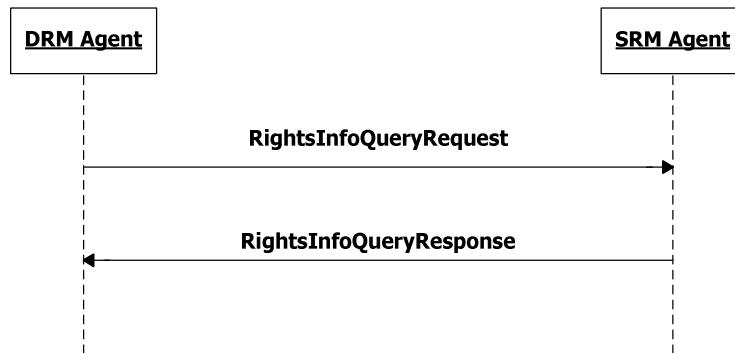 DRM Agent
SRM Agent
RightsInfoQueryRequest
RightsInfoQueryResponse